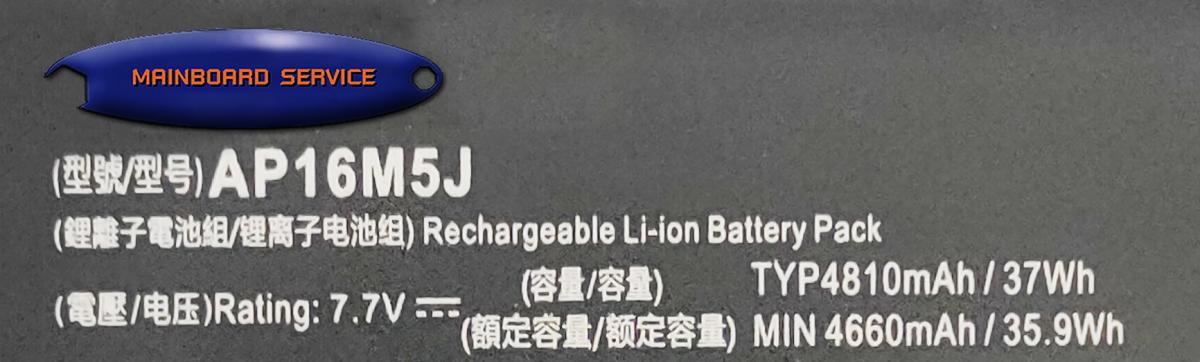 MAINBOARD SERVICE
(型號/型号) AP16M5J
(鋰離子電池組/锂离子电池组) Rechargeable Li-ion Battery Pack
(電壓/电压)Rating: 7.7V ⎓ (容量/容量) TYP4810mAh / 37Wh
(額定容量/额定容量) MIN 4660mAh / 35.9Wh